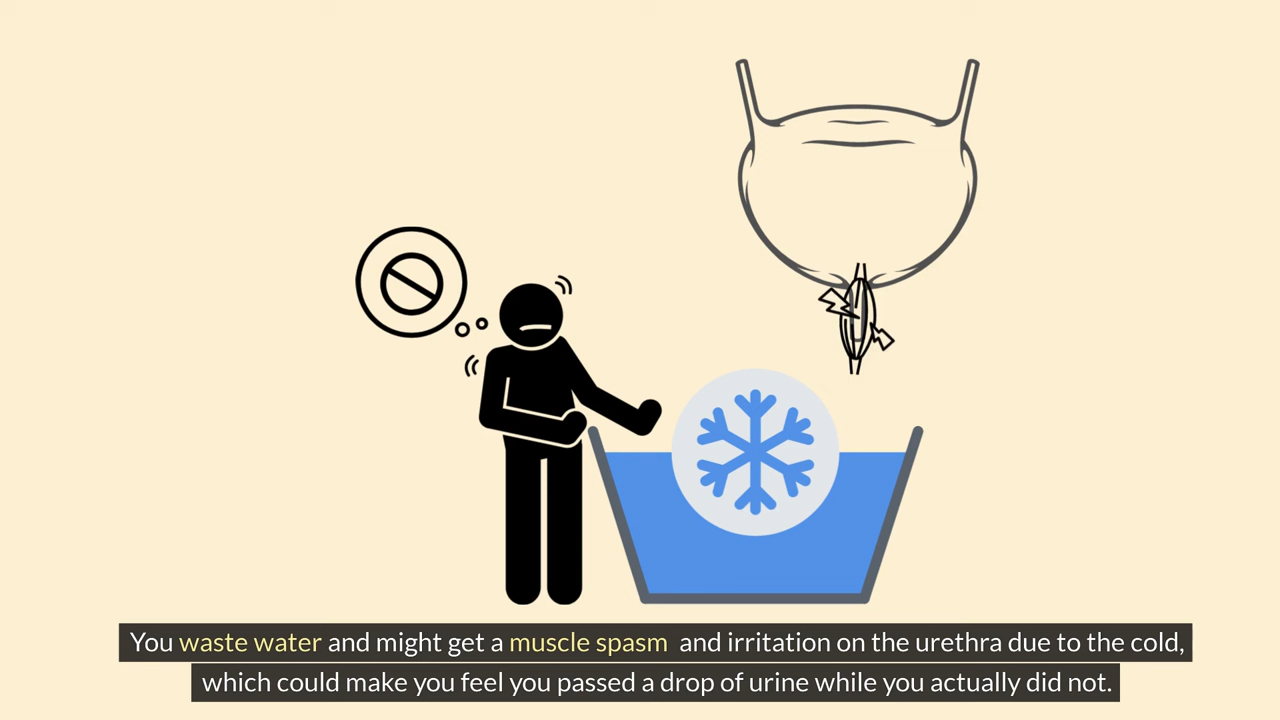 You waste water and might get a muscle spasm and irritation on the urethra due to the cold,
which could make you feel you passed a drop of urine while you actually did not.